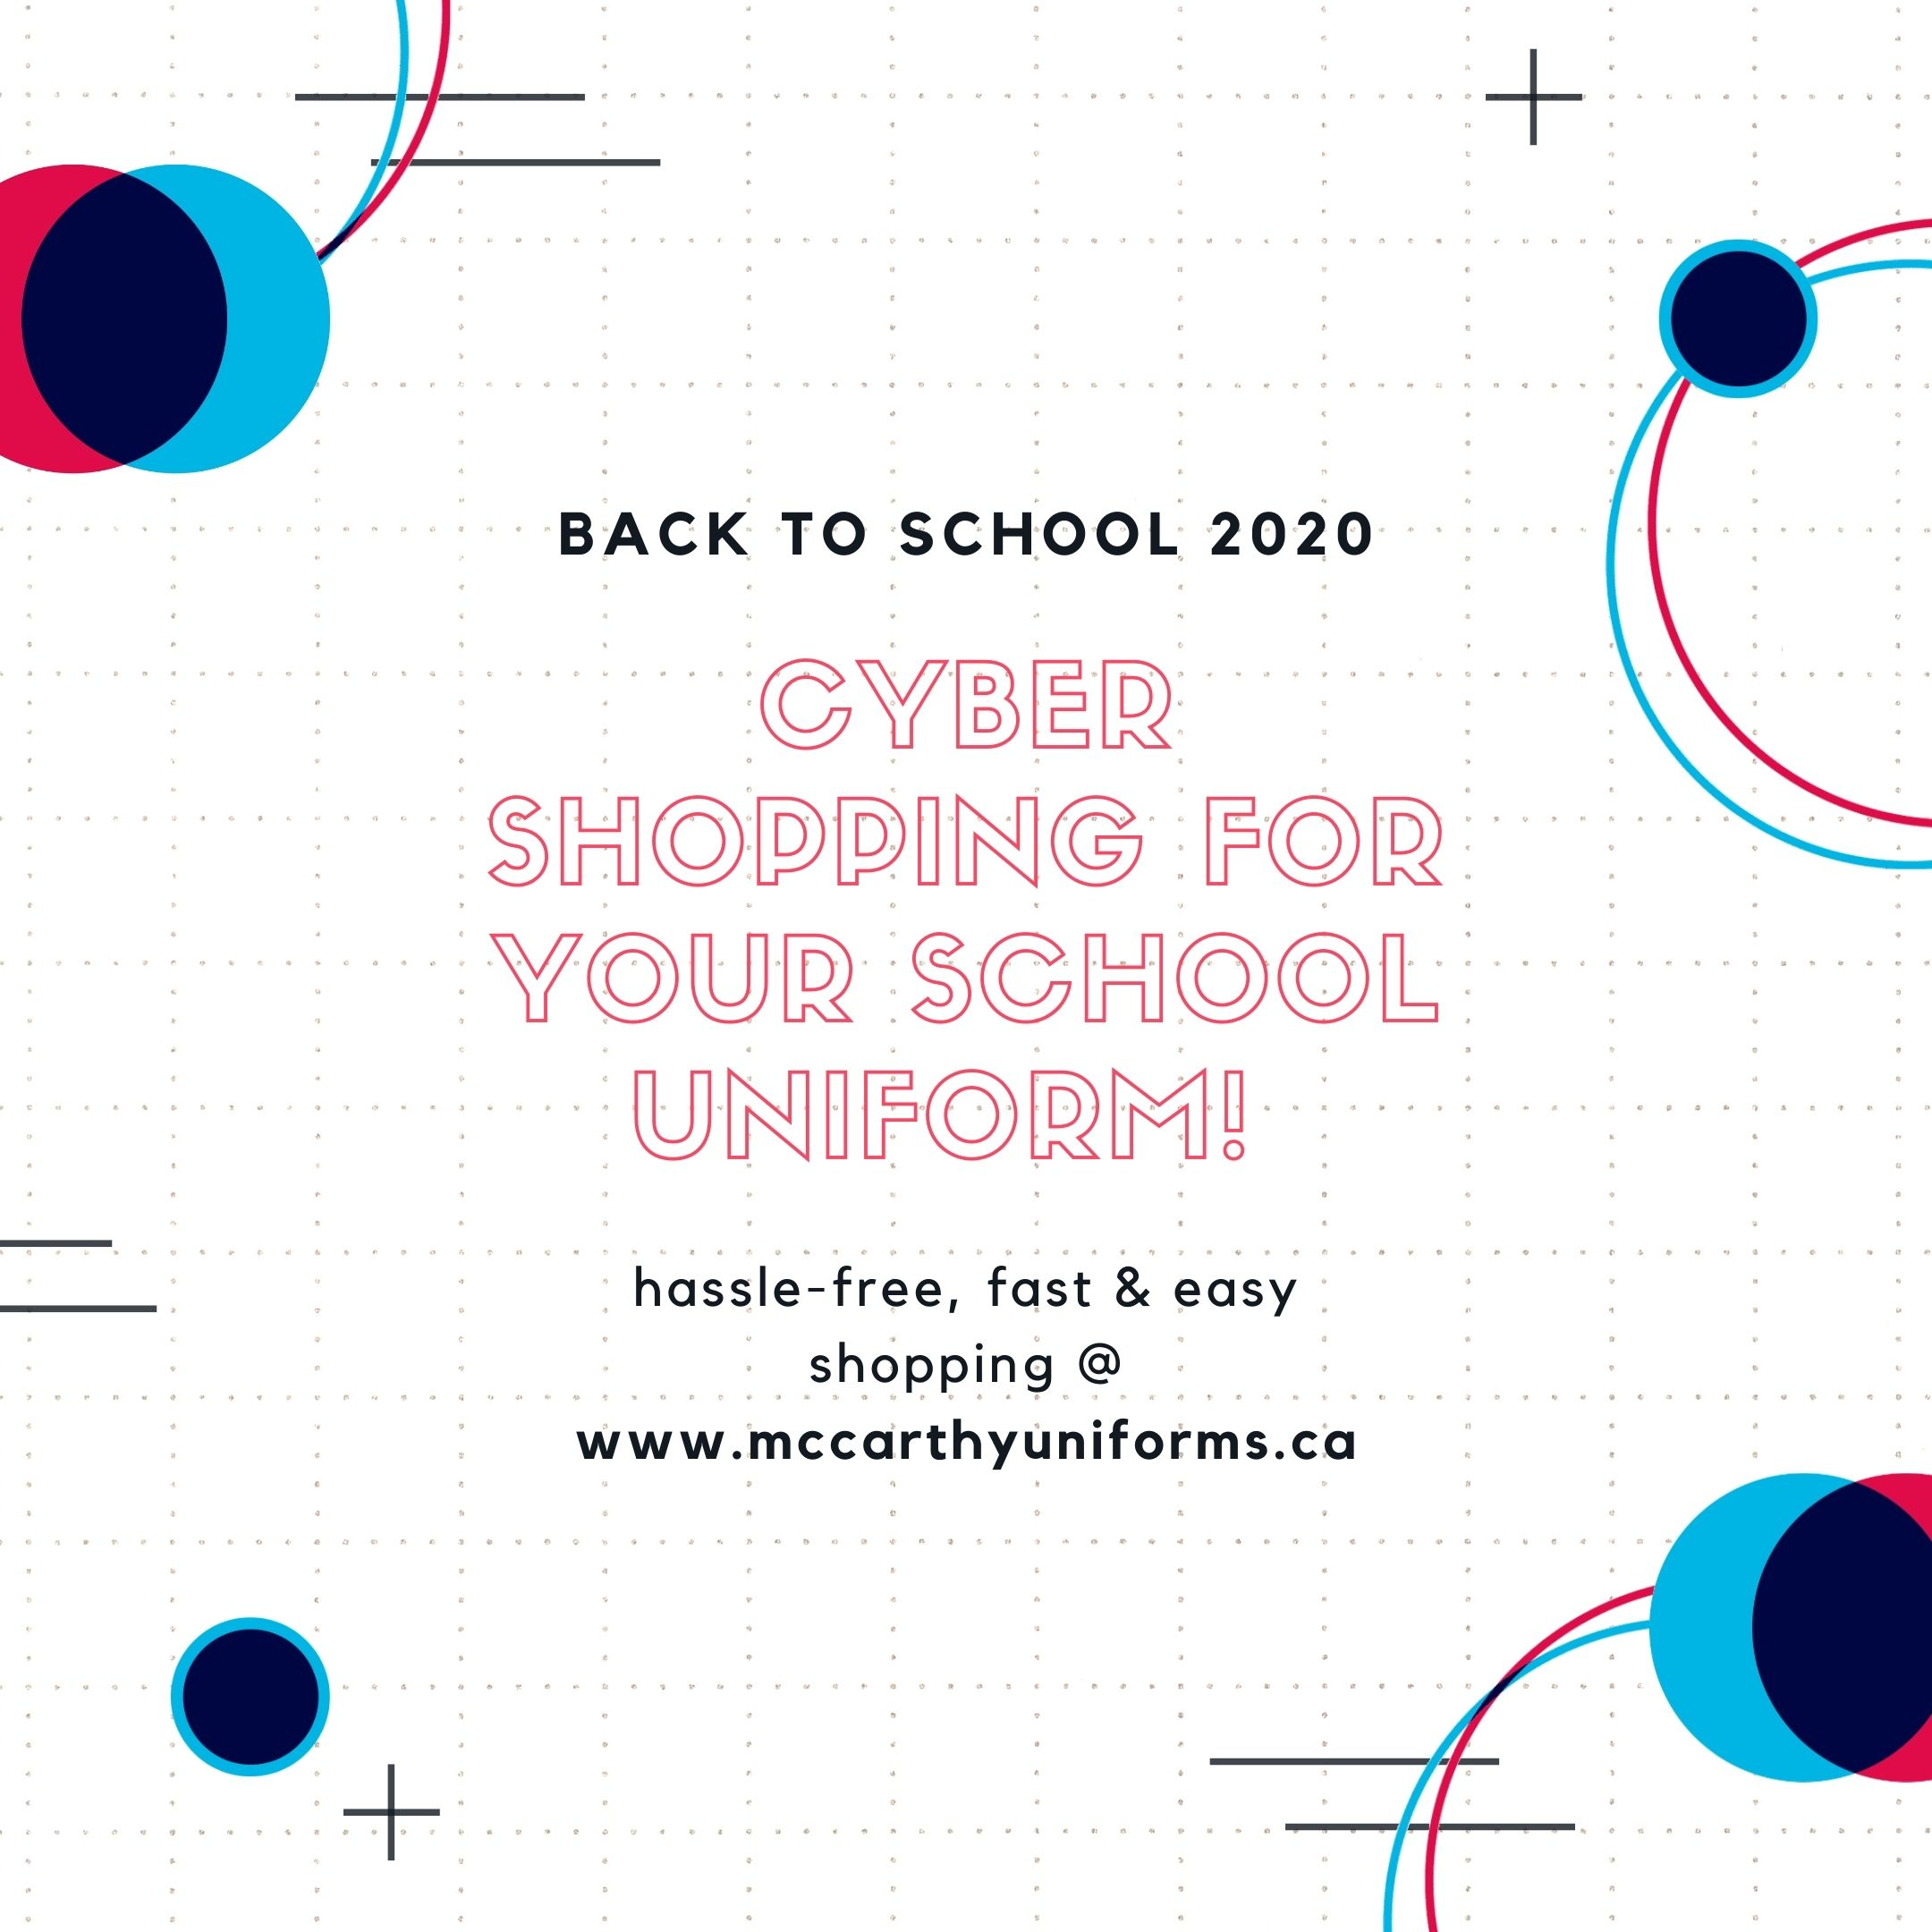 BACK TO SCHOOL 2020
CYBER
SHOPPING FOR
YOUR SCHOOL
UNIFORM!
hassle-free, fast & easy
shopping @
www.mccarthyuniforms.ca